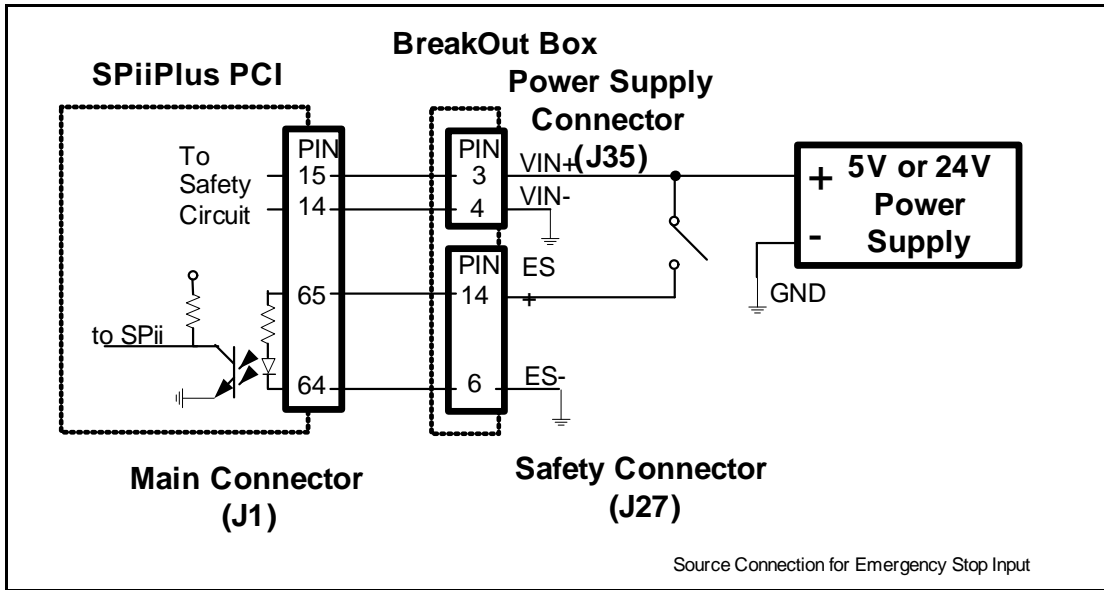 BreakOut Box
SPiiPlus PCI
Power Supply
Connector
(J35)
To
Safety
Circuit
PIN
15
14
PIN
3
4
VIN+
VIN-
+
-
5V or 24V
Power
Supply
GND
PIN
14
6
ES
+
ES-
65
64
to SPii
Main Connector
(J1)
Safety Connector
(J27)
Source Connection for Emergency Stop Input